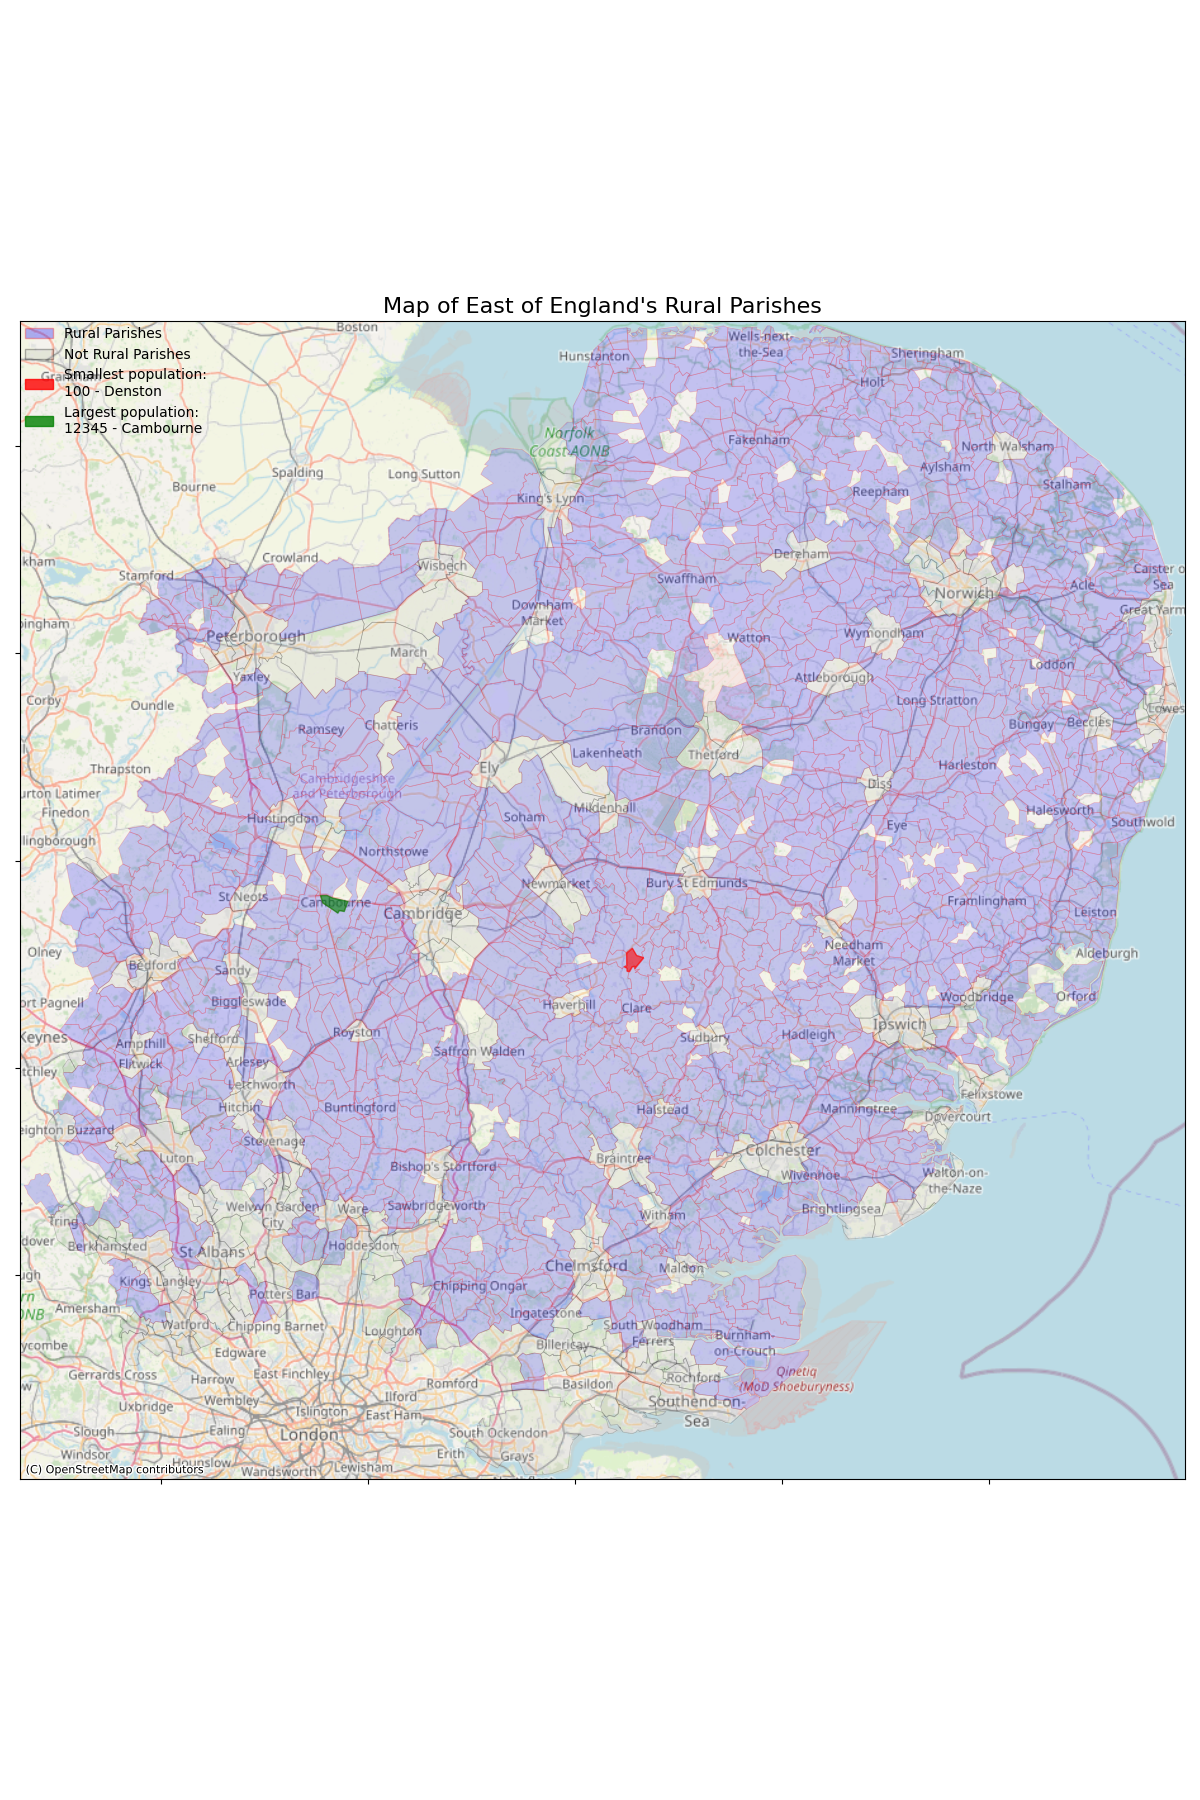 Map of East of England's Rural Parishes
Rural Parishes
Not Rural Parishes
Smallest population:
100 - Denston
Largest population:
12345 - Cambourne
Boston
Hunstanton
Wells-next-
the-Sea
Sheringham
Holt
Norfolk
Coast AONB
Fakenham
North Walsham
Aylsham
Spalding
Long Sutton
Bourne
King's Lynn
Reepham
Stalham
Crowland
Wisbech
Dereham
Stamford
Swaffham
Norwich
Acle
Caister o
Sea
Great Yarm
Downham
Market
Peterborough
Watton
Wymondham
March
Yaxley
Attleborough
Loddon
Corby
Oundle
Long Stratton
Lowes
Ramsey
Chatteris
Brandon
Bungay
Beccles
Lakenheath
Thetford
Thrapston
Ely
Harleston
Cambridgeshire
and Peterborough
Diss
urton Latimer
Finedon
Mildenhall
Halesworth
Southwold
Huntingdon
Soham
Eye
llingborough
Northstowe
Newmarket
Bury St Edmunds
St Neots
Cambourne
Cambridge
Framlingham
Leiston
Olney
Needham
Market
Aldeburgh
Bedford
Sandy
Woodbridge
Orford
ort Pagnell
Biggleswade
Haverhill
Clare
Keynes
Ampthill
Shefford
Royston
Sudbury
Hadleigh
Ipswich
Flitwick
Arlesey
Saffron Walden
tchley
Letchworth
Felixstowe
Hitchin
Buntingford
Halstead
Manningtree
Dovercourt
eighton Buzzard
Stevenage
Luton
Bishop's Stortford
Braintree
Colchester
Wivenhoe
Walton-on-
the-Naze
Welwyn Garden
City
Ware
Sawbridgeworth
Witham
Brightlingsea
Tring
Berkhamsted
St Albans
Hoddesdon
Chelmsford
Maldon
Kings Langley
Potters Bar
Chipping Ongar
Amersham
Watford
Chipping Barnet
Loughton
Ingatestone
South Woodham
Ferrers
Burnham-
on-Crouch
Billericay
Edgware
Gerrards Cross
Harrow
East Finchley
Romford
Basildon
Rochford
Qinetiq
(MoD Shoeburyness)
Uxbridge
Wembley
Islington
Ilford
East Ham
Southend-on-
Sea
Slough
Ealing
London
South Ockendon
Windsor
Hounslow
Wandsworth
Lewisham
Erith
Grays
(C) OpenStreetMap contributors